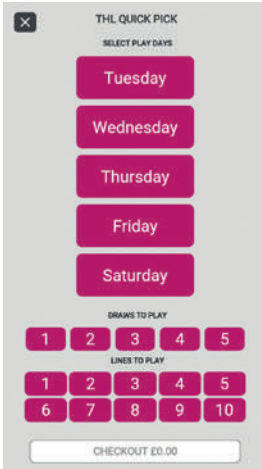 THL QUICK PICK
SELECT PLAY DAYS
Tuesday
Wednesday
Thursday
Friday
Saturday
DRAWS TO PLAY
1 2 3 4 5
LINES TO PLAY
1 2 3 4 5
6 7 8 9 10
CHECKOUT £0.00